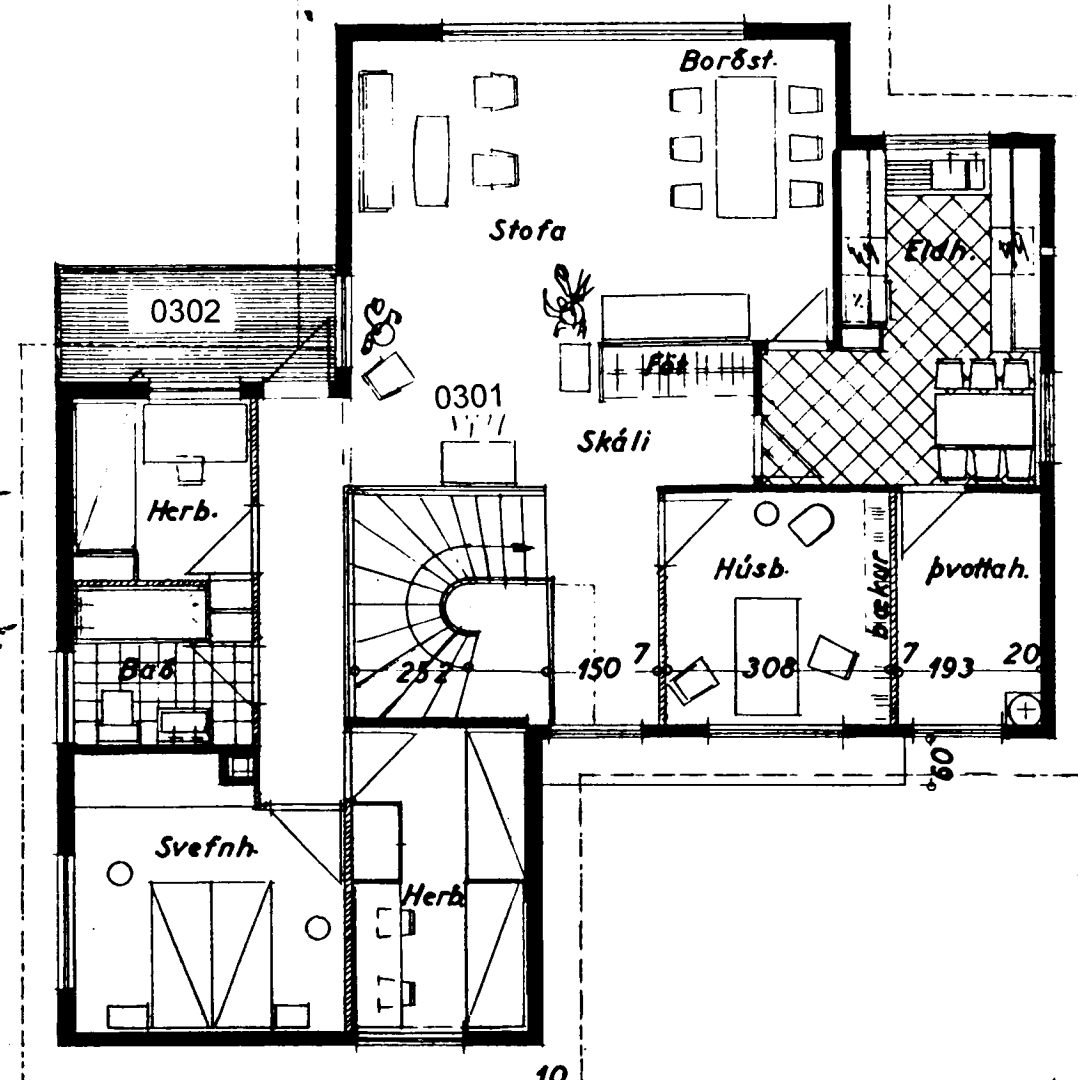 Borðst.
Stofa
Eldh.
0302
Föt
0301
Skáli
Herb.
Húsb.
bækur
þvottah.
Bað
252
150
7
308
7
193
20
60
Svefnh.
Herb.
10